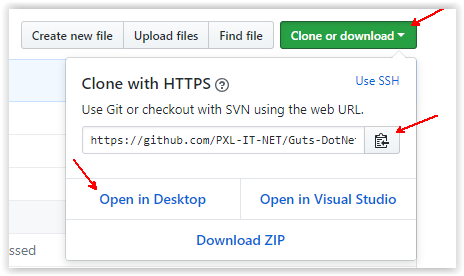 Create new file Upload files Find file Clone or download
Clone with HTTPS ? Use SSH
Use Git or checkout with SVN using the web URL.
https://github.com/PXL-IT-NET/Guts-DotNe
Open in Desktop Open in Visual Studio
Download ZIP
ssed